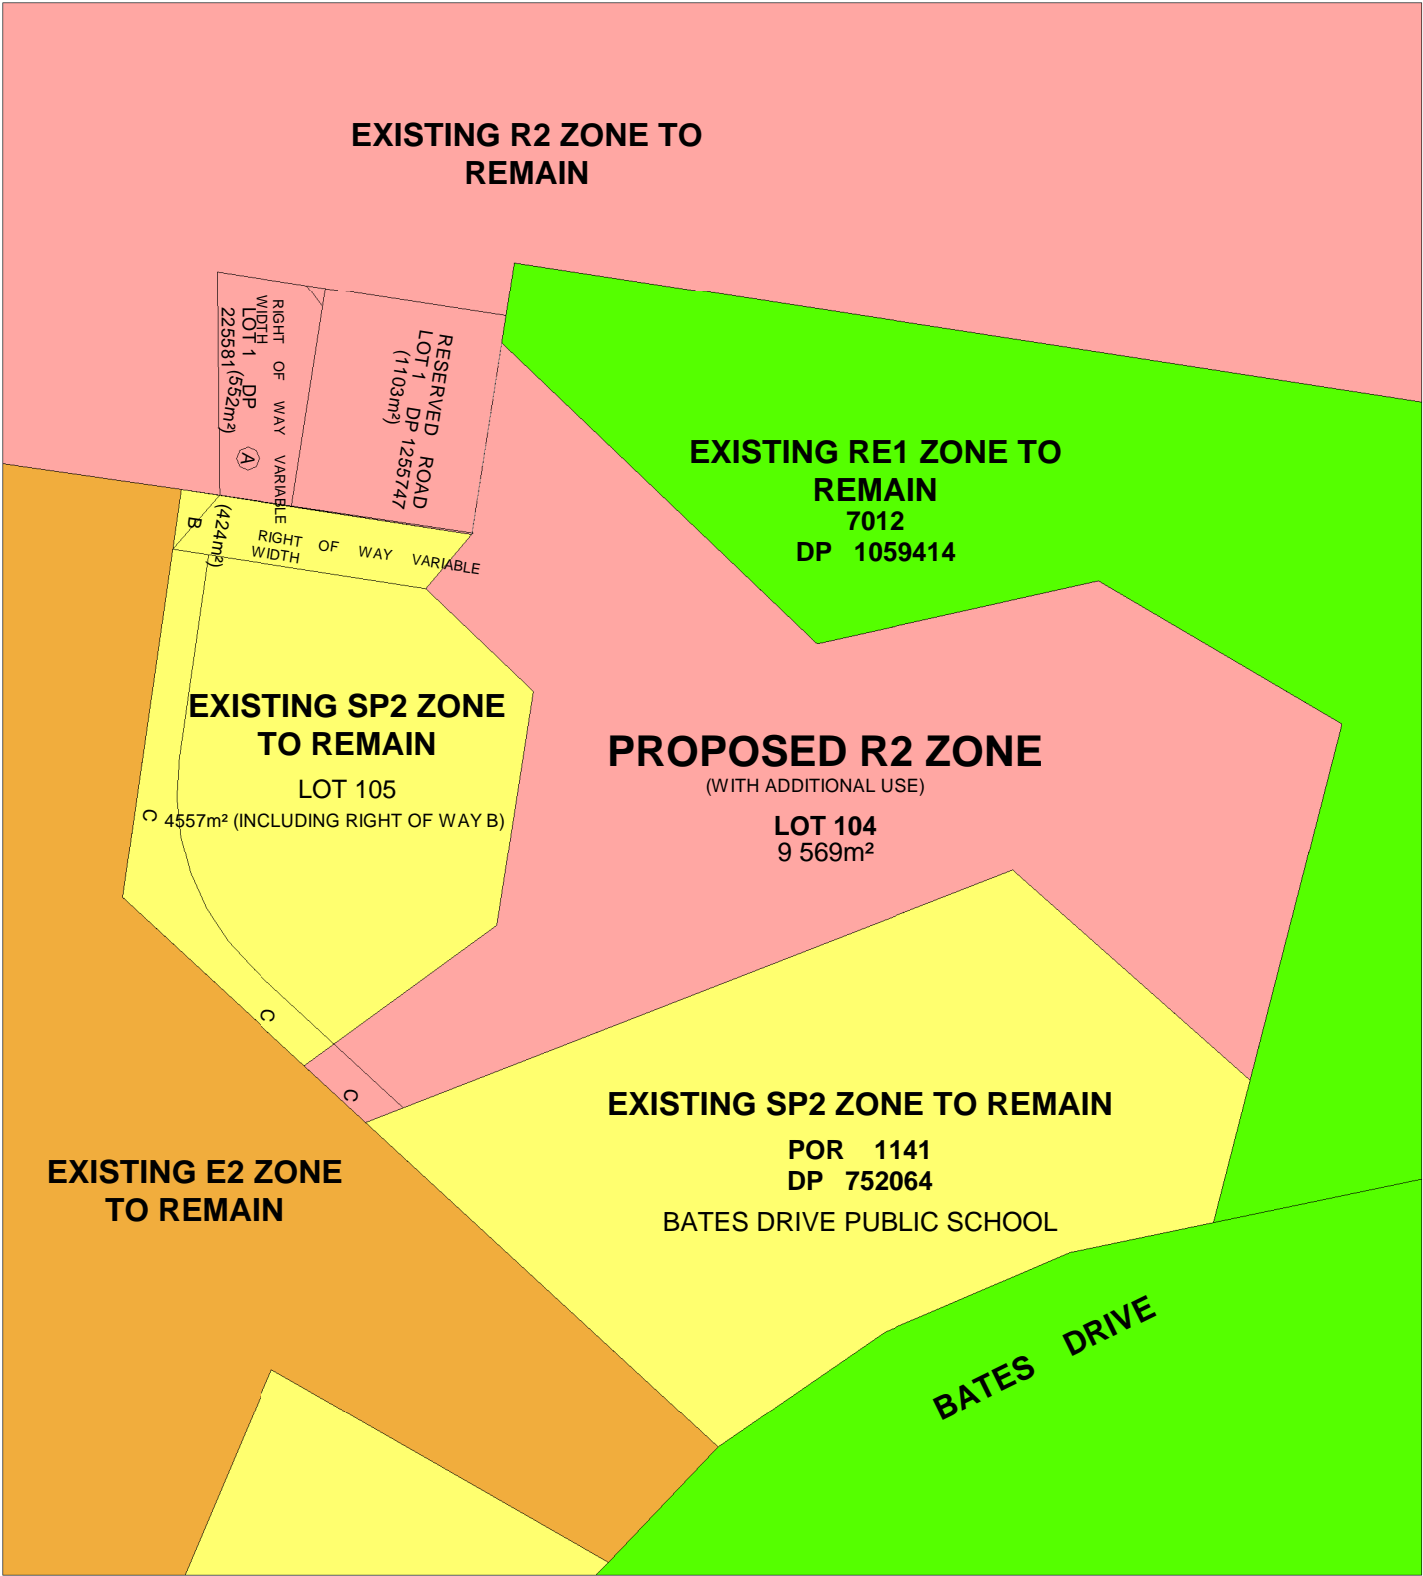 EXISTING R2 ZONE TO
REMAIN
RIGHT OF WAY VARIABLE
WIDTH
LOT 1 DP
225581 (552m²)
A
RESERVED ROAD
LOT 1 DP 1255747
(1103m²)
EXISTING RE1 ZONE TO
REMAIN
7012
DP 1059414
B
(424m²)
RIGHT OF WAY VARIABLE
WIDTH
EXISTING SP2 ZONE
TO REMAIN
LOT 105
4557m² (INCLUDING RIGHT OF WAY B)
C
PROPOSED R2 ZONE
(WITH ADDITIONAL USE)
LOT 104
9 569m²
C
C
EXISTING SP2 ZONE TO REMAIN
POR 1141
DP 752064
BATES DRIVE PUBLIC SCHOOL
EXISTING E2 ZONE
TO REMAIN
BATES DRIVE